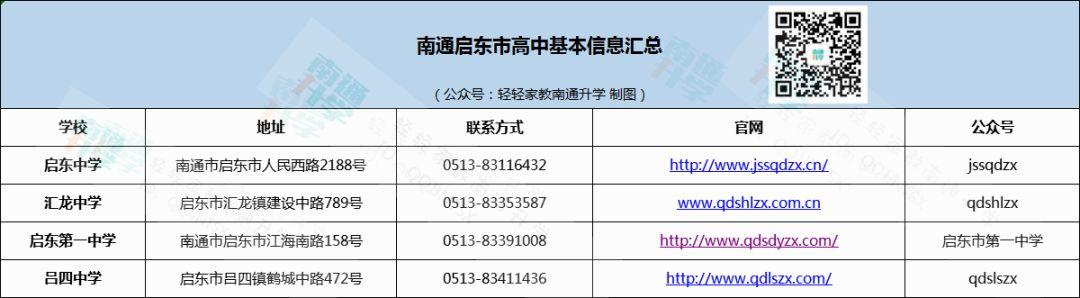 南通启东市高中基本信息汇总
（公众号：轻轻家教南通升学 制图）
学校 地址 联系方式 官网 公众号
启东中学 南通市启东市人民西路2188号 0513-83116432 http://www.jssqdzx.cn/ jssqdzx
汇龙中学 启东市汇龙镇建设中路789号 0513-83353587 www.qdshlzx.com.cn qdshlzx
启东第一中学 南通市启东市江海南路158号 0513-83391008 http://www.qdsdyzx.com/ 启东市第一中学
吕四中学 启东市吕四镇鹤城中路472号 0513-83411436 http://www.qdlszx.com/ qdslszx